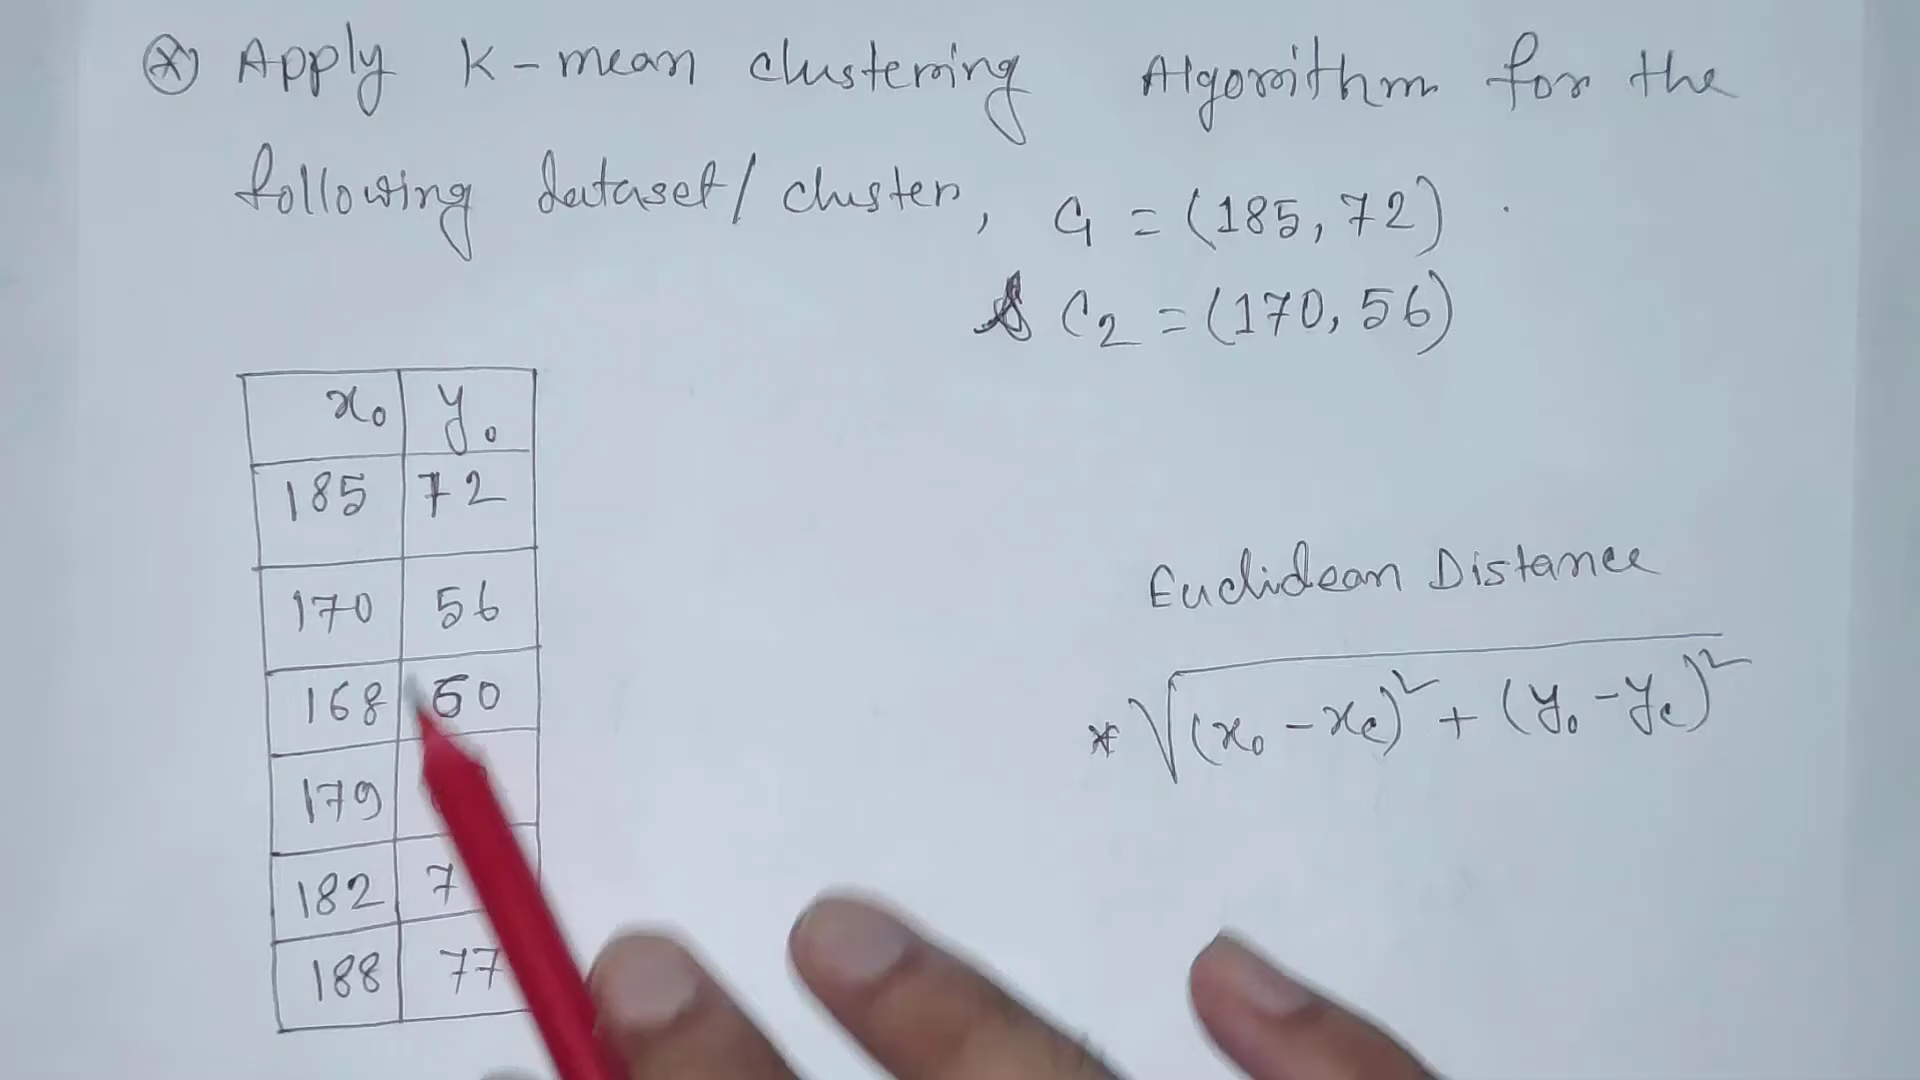 Apply K-mean clustering Algorithm for the
following dataset/cluster, C1 = (185, 72)
& C2 = (170, 56)
x0 y0
185 72
170 56
168 60
179
182 7
188 77
Euclidean Distance
* √(x0 - xc)² + (y0 - yc)²